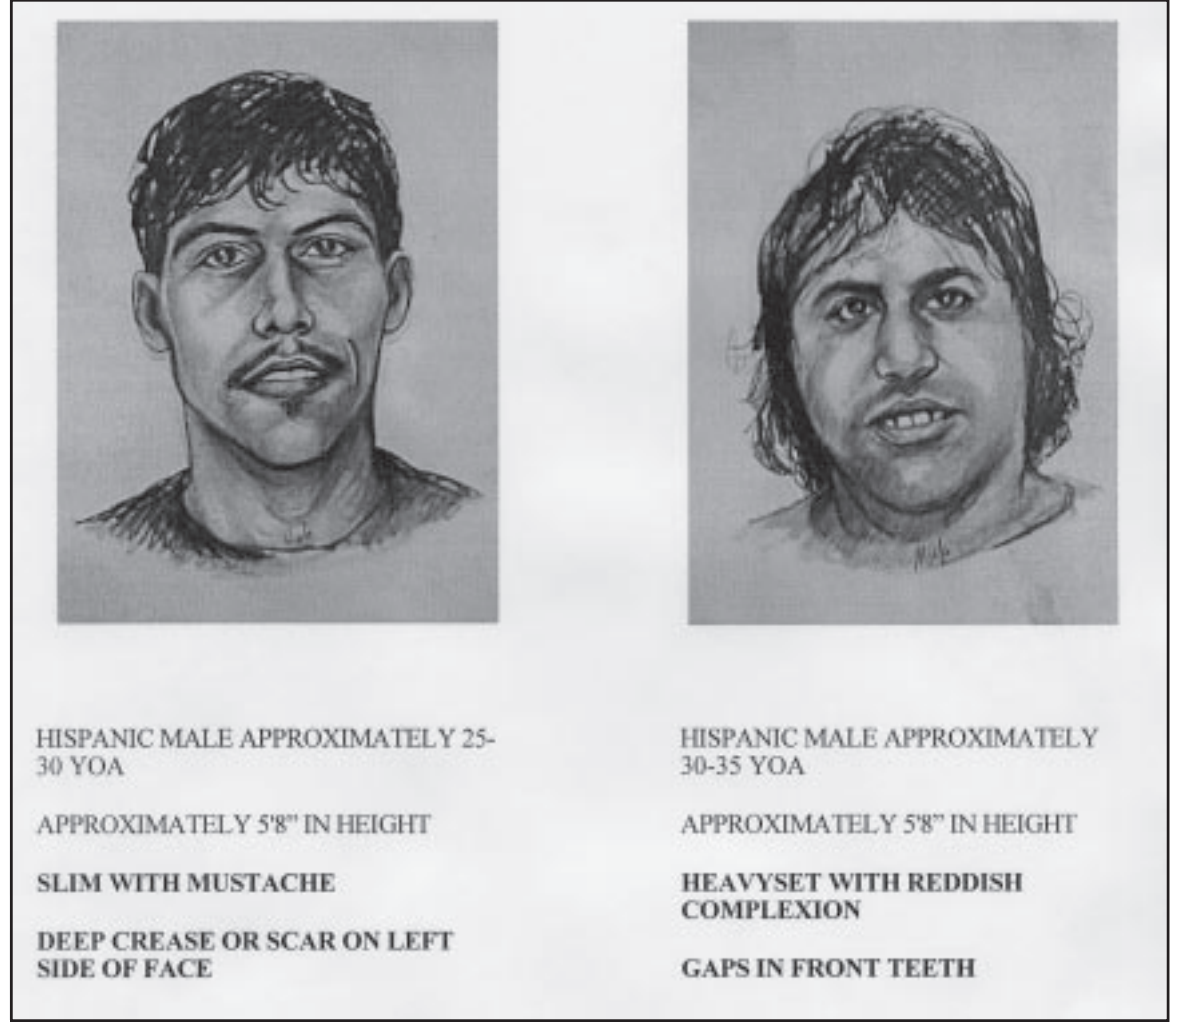 HISPANIC MALE APPROXIMATELY 25-
30 YOA
APPROXIMATELY 5'8" IN HEIGHT
SLIM WITH MUSTACHE
DEEP CREASE OR SCAR ON LEFT
SIDE OF FACE
HISPANIC MALE APPROXIMATELY
30-35 YOA
APPROXIMATELY 5'8" IN HEIGHT
HEAVYSET WITH REDDISH
COMPLEXION
GAPS IN FRONT TEETH